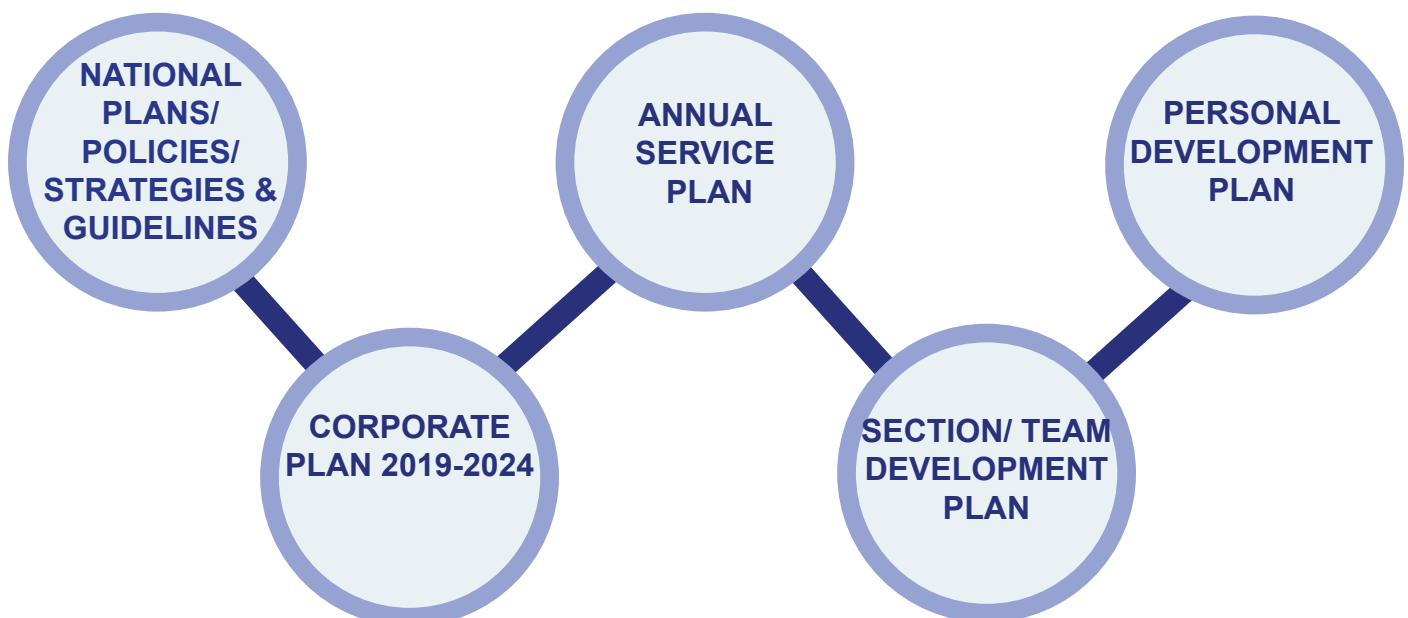 NATIONAL
PLANS/
POLICIES/
STRATEGIES &
GUIDELINES
CORPORATE
PLAN 2019-2024
ANNUAL
SERVICE
PLAN
SECTION/ TEAM
DEVELOPMENT
PLAN
PERSONAL
DEVELOPMENT
PLAN